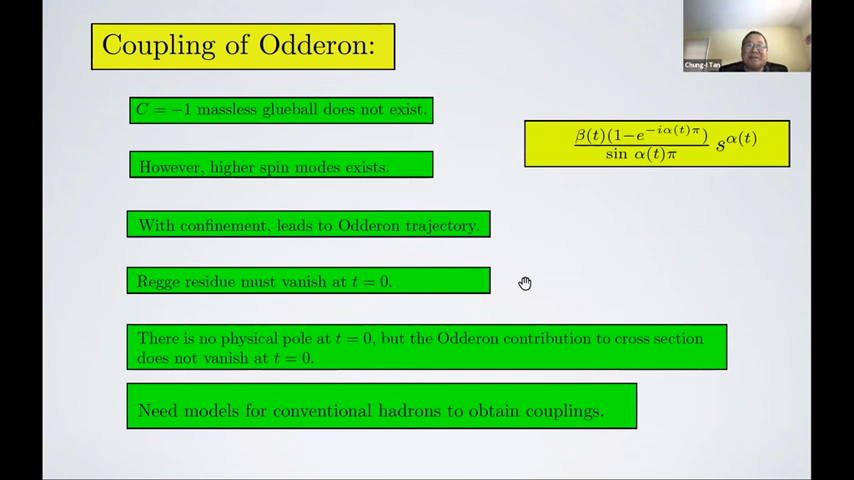 Coupling of Odderon:
Chung-I Tan
C = −1 massless glueball does not exist.
β(t)(1−e^{−iα(t)π}) / sin α(t)π s^{α(t)}
However, higher spin modes exists.
With confinement, leads to Odderon trajectory.
Regge residue must vanish at t = 0.
There is no physical pole at t = 0, but the Odderon contribution to cross section
does not vanish at t = 0.
Need models for conventional hadrons to obtain couplings.